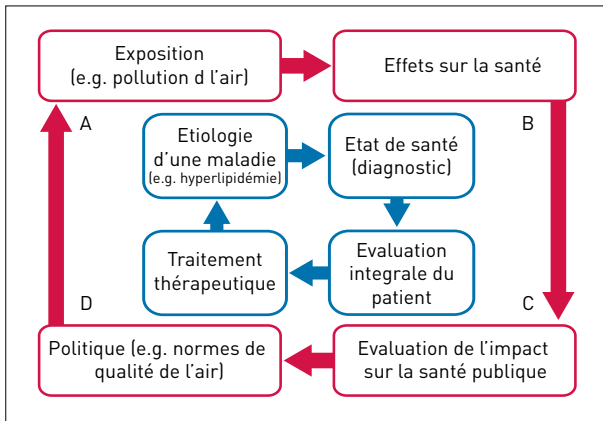 Exposition
(e.g. pollution d l'air)
Effets sur la santé
A
B
Etiologie
d'une maladie
(e.g. hyperlipidémie)
Etat de santé
(diagnostic)
Traitement
thérapeutique
Evaluation
integrale du
patient
D
C
Politique (e.g. normes de
qualité de l'air)
Evaluation de l'impact
sur la santé publique